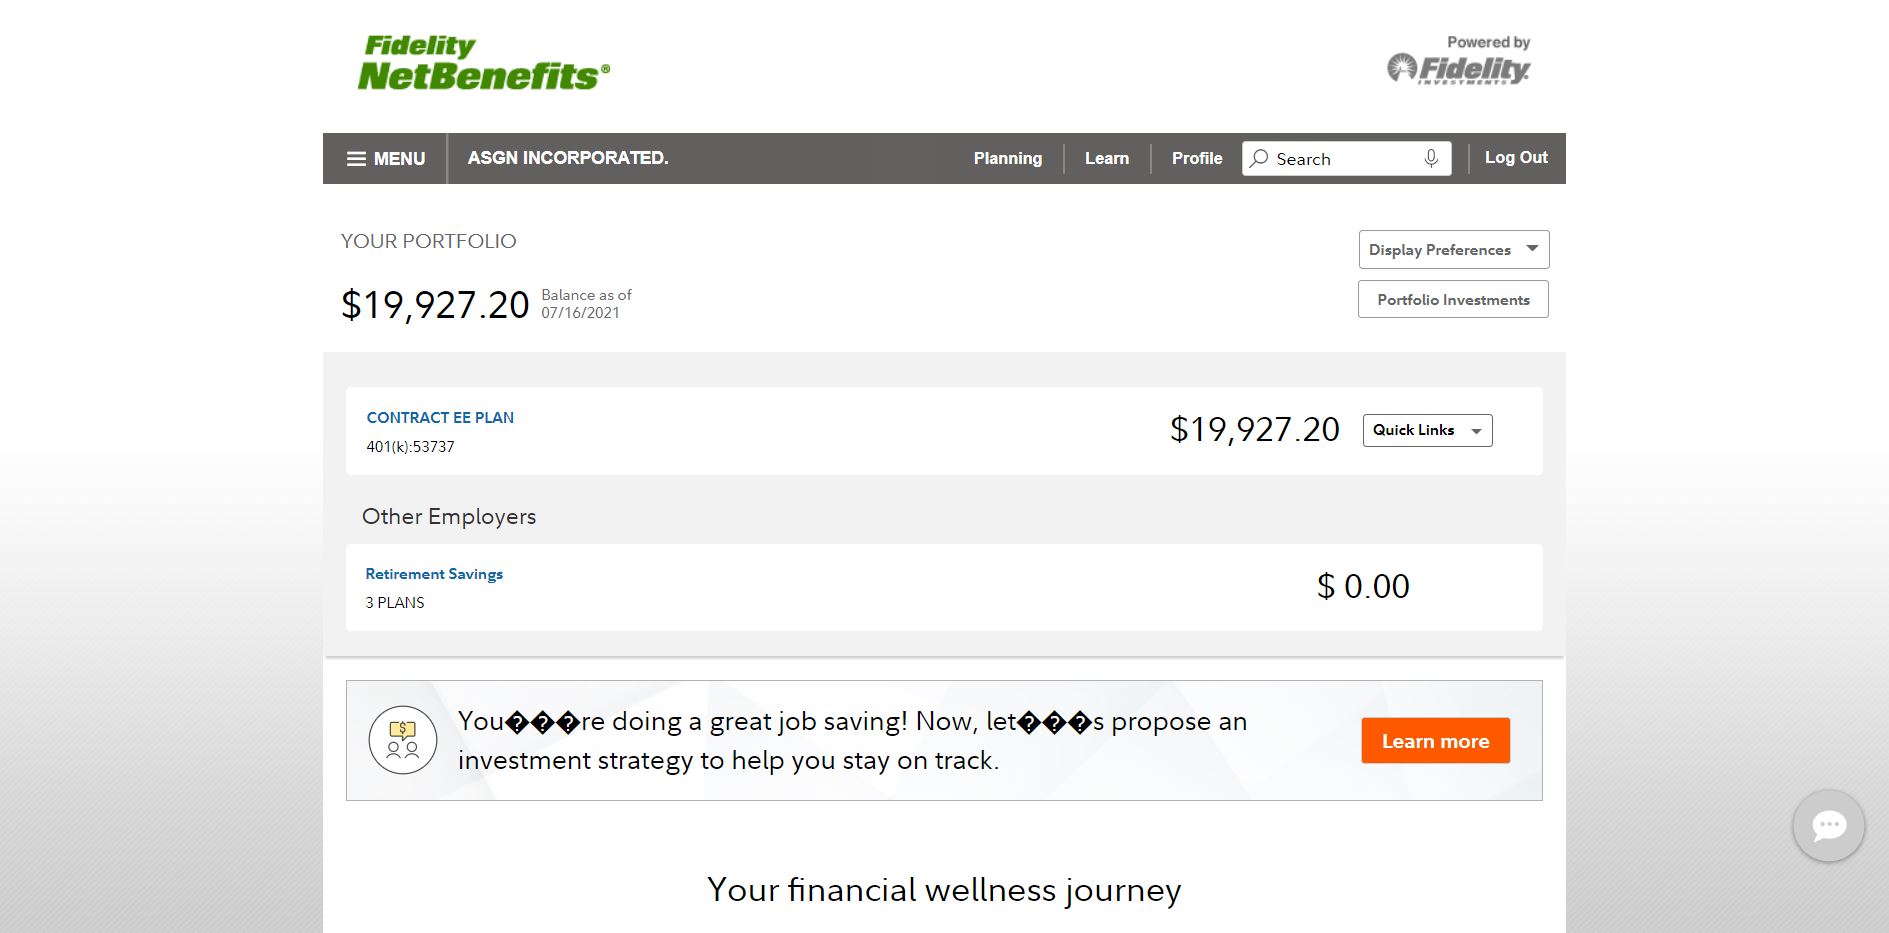 Fidelity
NetBenefits®
Powered by
Fidelity
INVESTMENTS
MENU
ASGN INCORPORATED.
Planning
Learn
Profile
Search
Log Out
YOUR PORTFOLIO
Display Preferences
$19,927.20
Balance as of
07/16/2021
Portfolio Investments
CONTRACT EE PLAN
401(k):53737
$19,927.20
Quick Links
Other Employers
Retirement Savings
3 PLANS
$ 0.00
$
You���re doing a great job saving! Now, let���s propose an
investment strategy to help you stay on track.
Learn more
Your financial wellness journey